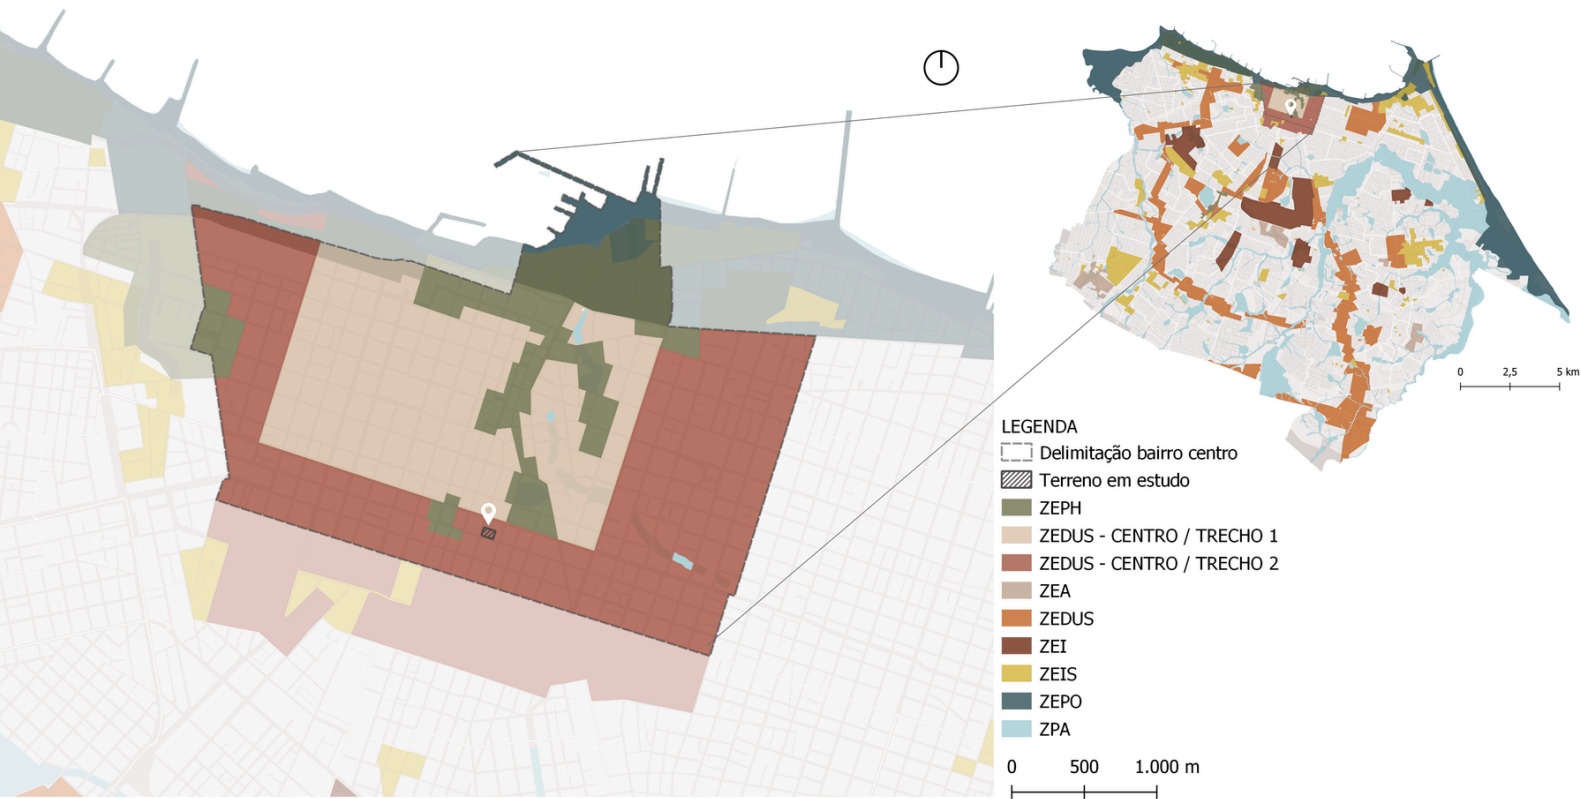 0 2,5 5 km
LEGENDA
Delimitação bairro centro
Terreno em estudo
ZEPH
ZEDUS - CENTRO / TRECHO 1
ZEDUS - CENTRO / TRECHO 2
ZEA
ZEDUS
ZEI
ZEIS
ZEPO
ZPA
0 500 1.000 m